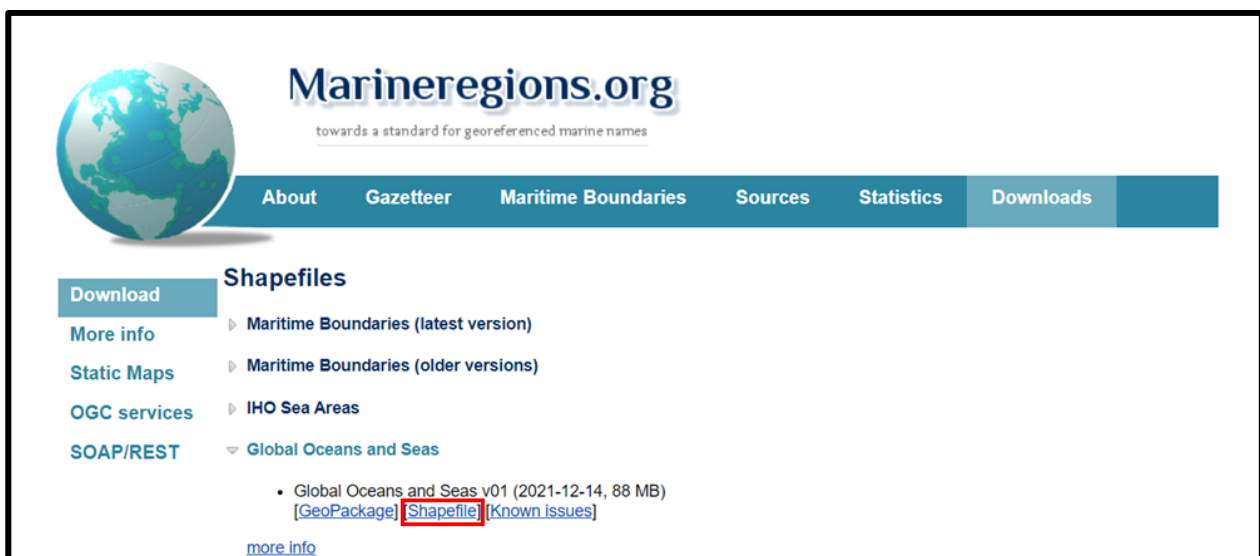 Marineregions.org
towards a standard for georeferenced marine names
About Gazetteer Maritime Boundaries Sources Statistics Downloads
Download
More info
Static Maps
OGC services
SOAP/REST
Shapefiles
Maritime Boundaries (latest version)
Maritime Boundaries (older versions)
IHO Sea Areas
Global Oceans and Seas
• Global Oceans and Seas v01 (2021-12-14, 88 MB)
[GeoPackage] [Shapefile] [Known issues]
more info